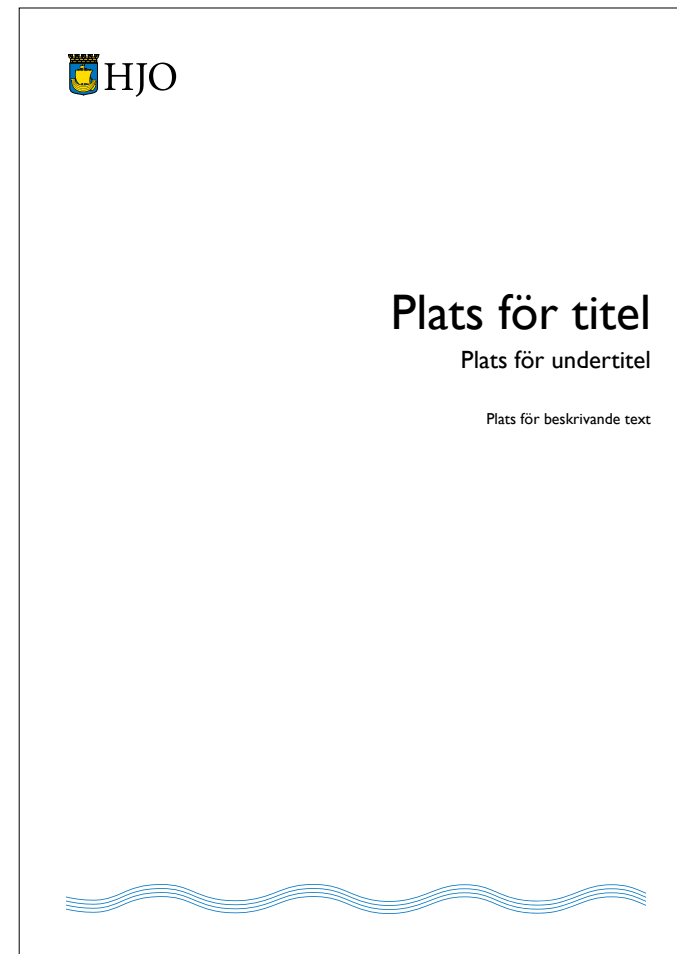 HJO
Plats för titel
Plats för undertitel
Plats för beskrivande text